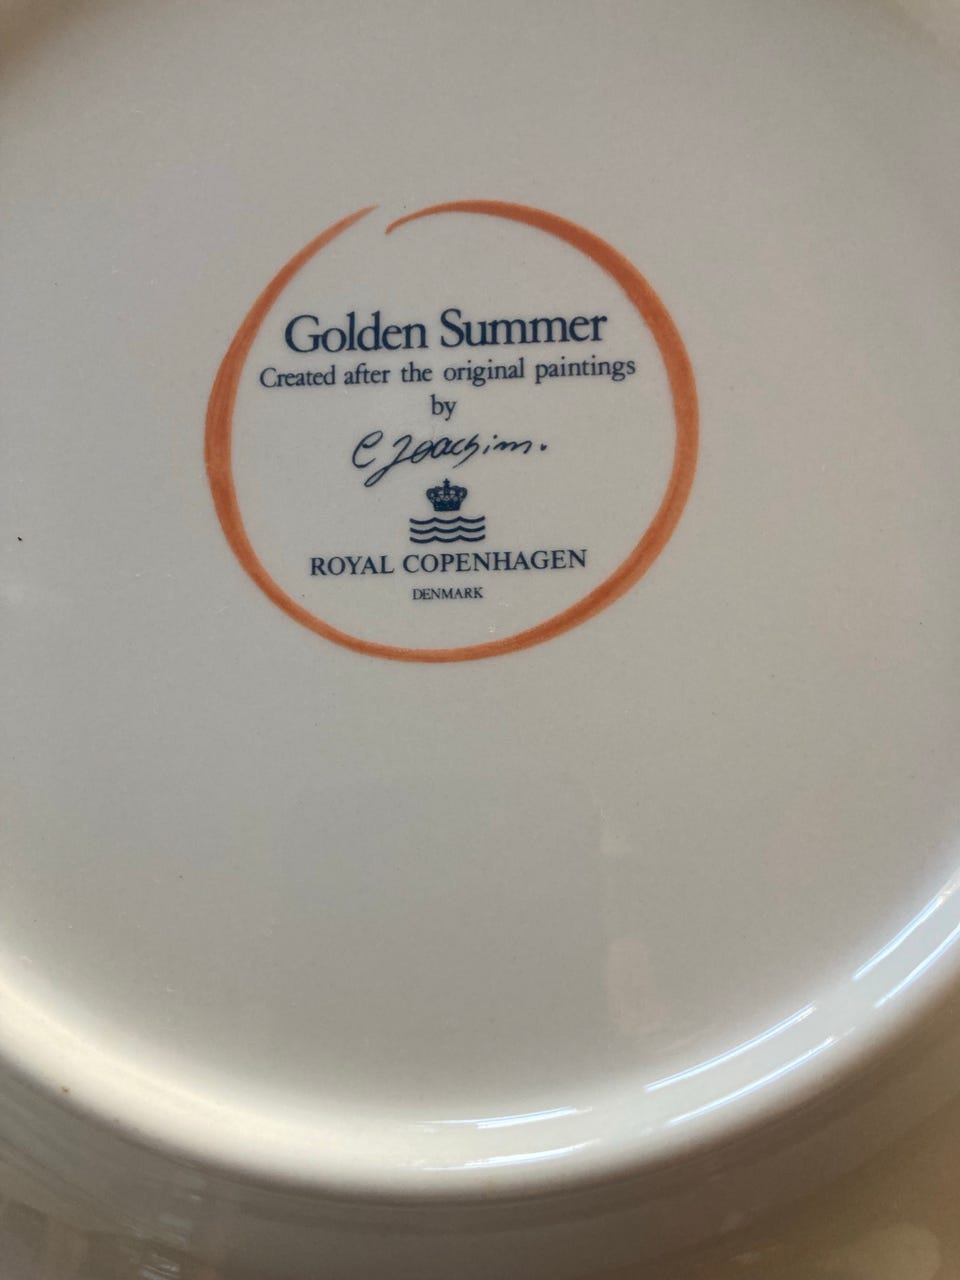 Golden Summer
Created after the original paintings
by
C Joachim.
ROYAL COPENHAGEN
DENMARK